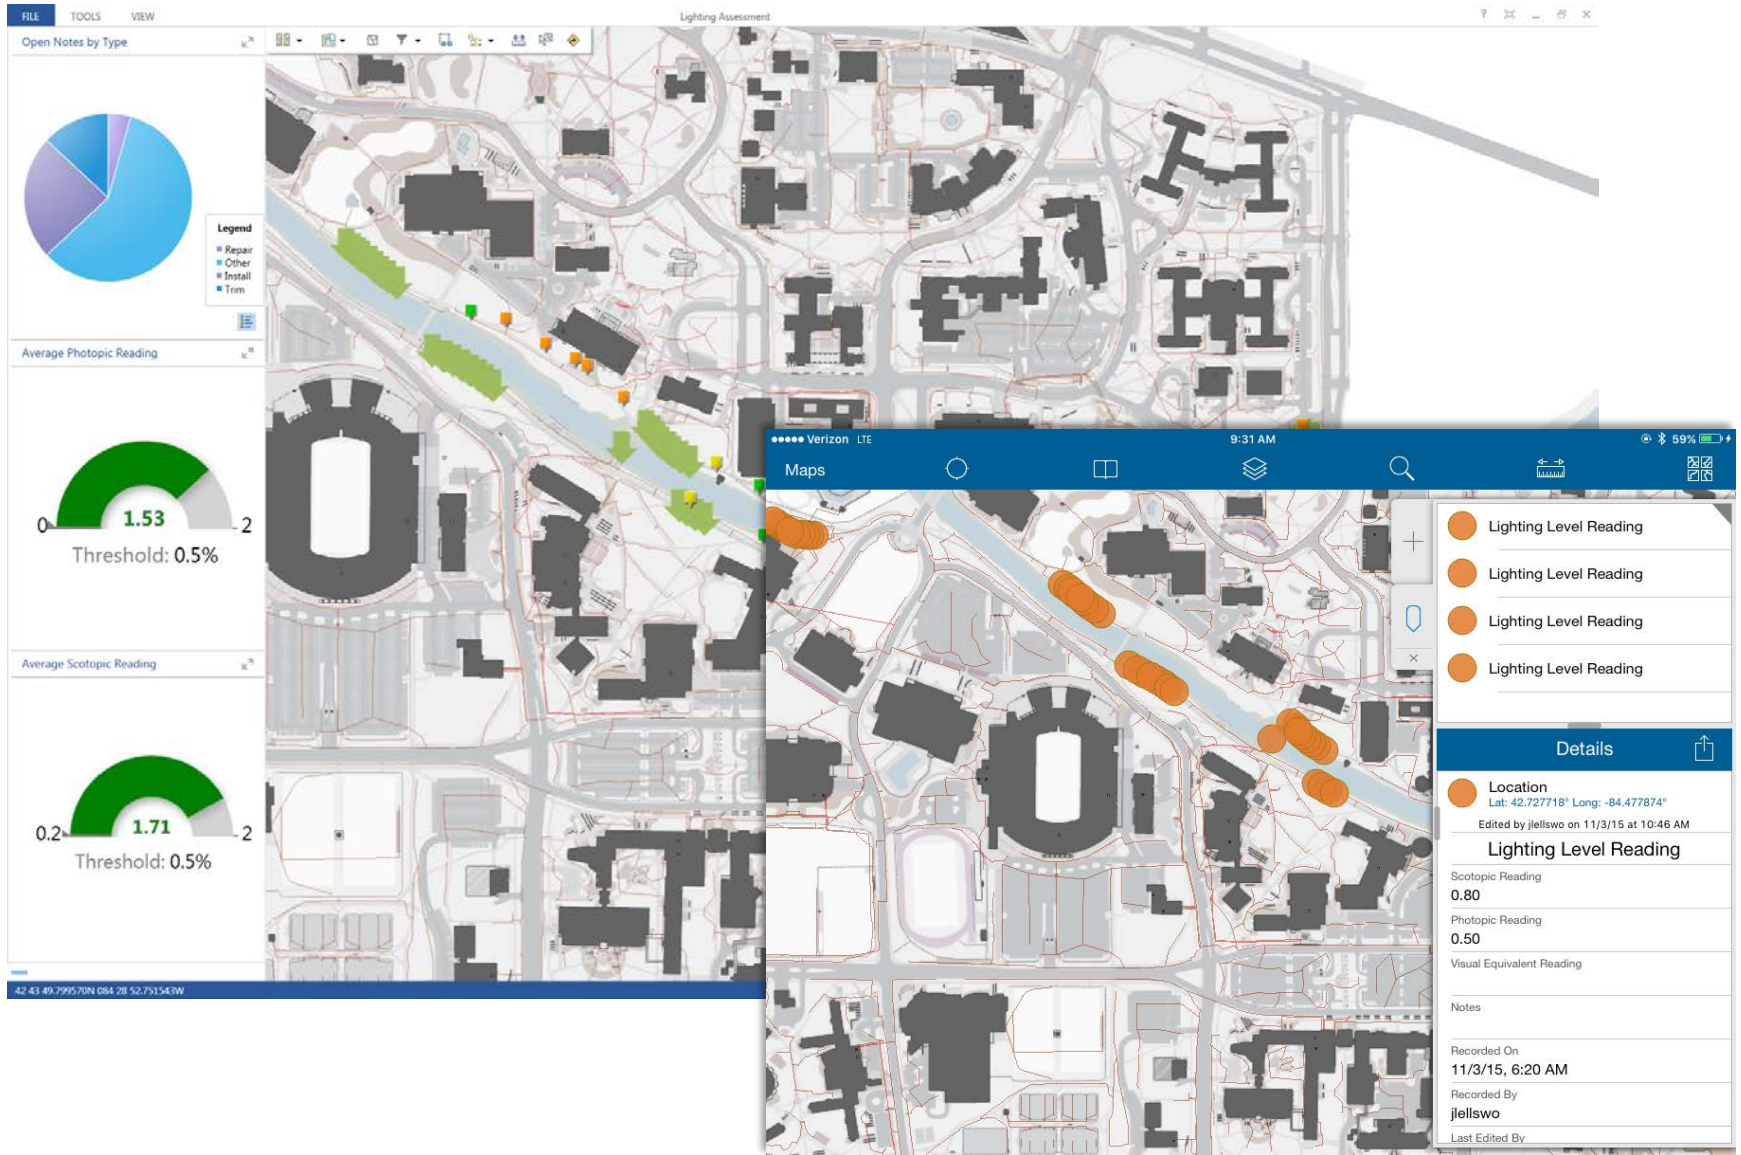 FILE TOOLS VIEW Lighting Assessment
Open Notes by Type
Legend
Repair
Other
Install
Trim
Average Photopic Reading
0 1.53 2
Threshold: 0.5%
Average Scotopic Reading
0.2 1.71 2
Threshold: 0.5%
42 43 49.799570N 084 28 52.751543W
Verizon LTE 9:31 AM 59%
Maps
Lighting Level Reading
Lighting Level Reading
Lighting Level Reading
Lighting Level Reading
Details
Location
Lat: 42.727718° Long: -84.477874°
Edited by jlellswo on 11/3/15 at 10:46 AM
Lighting Level Reading
Scotopic Reading
0.80
Photopic Reading
0.50
Visual Equivalent Reading
Notes
Recorded On
11/3/15, 6:20 AM
Recorded By
jlellswo
Last Edited By